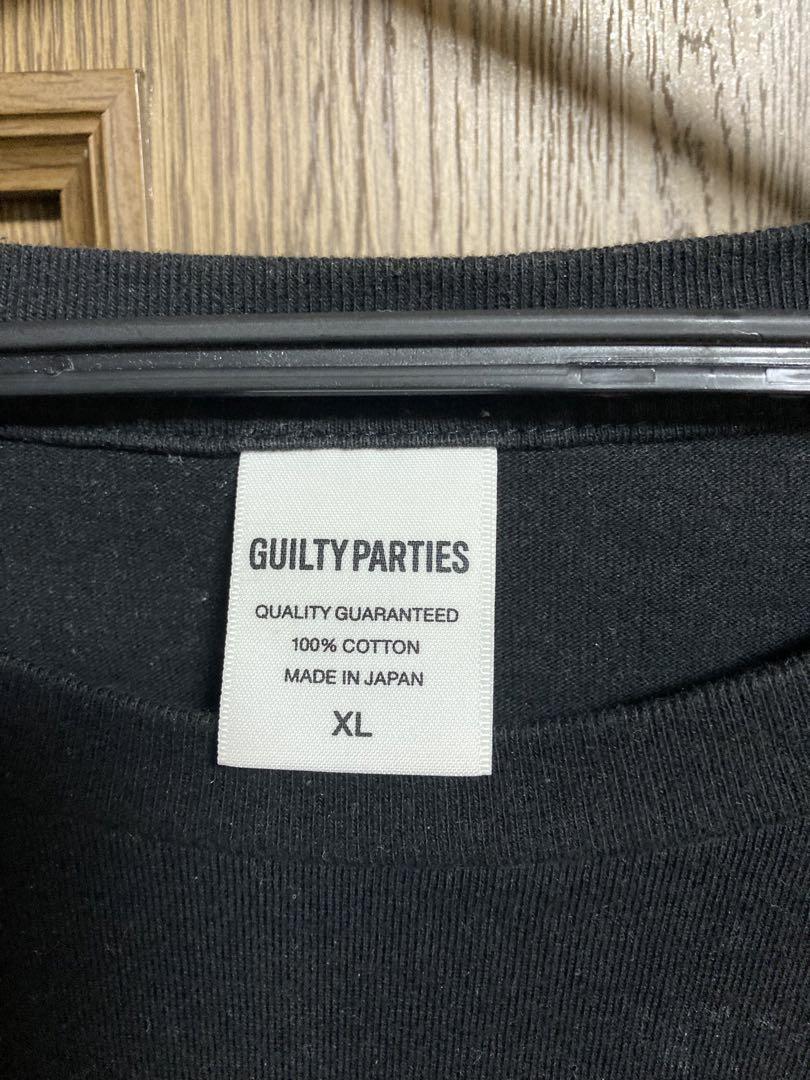 GUILTY PARTIES
QUALITY GUARANTEED
100% COTTON
MADE IN JAPAN
XL